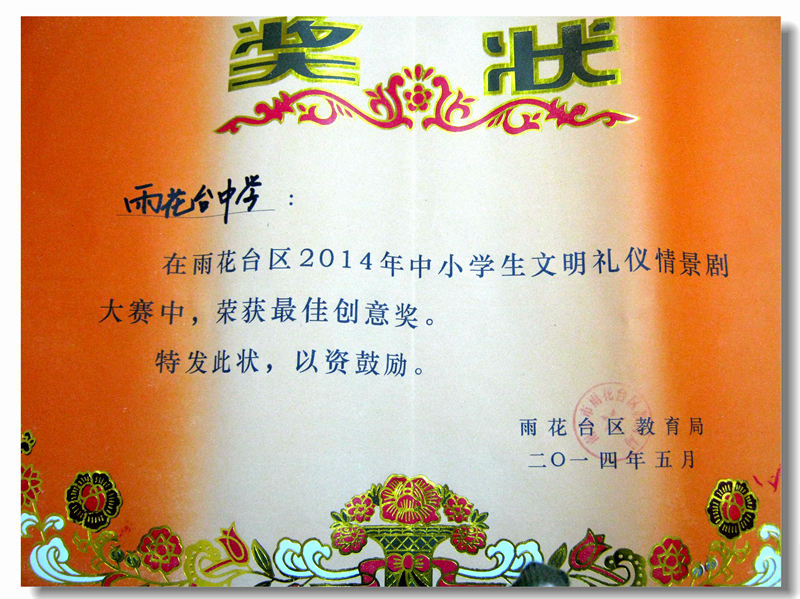 奖状
雨花台中学：
在雨花台区2014年中小学生文明礼仪情景剧
大赛中，荣获最佳创意奖。
特发此状，以资鼓励。
雨花台区教育局
二〇一四年五月